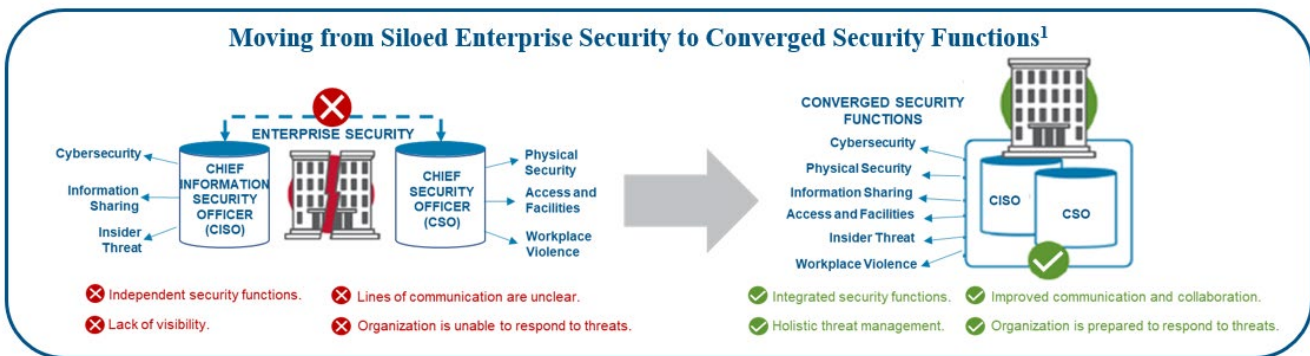 Moving from Siloed Enterprise Security to Converged Security Functions¹
ENTERPRISE SECURITY
Cybersecurity
Information
Sharing
Insider
Threat
CHIEF
INFORMATION
SECURITY
OFFICER
(CISO)
CHIEF
SECURITY
OFFICER
(CSO)
Physical
Security
Access and
Facilities
Workplace
Violence
Independent security functions.
Lines of communication are unclear.
Lack of visibility.
Organization is unable to respond to threats.
CONVERGED SECURITY
FUNCTIONS
Cybersecurity
Physical Security
Information Sharing
Access and Facilities
Insider Threat
Workplace Violence
CISO
CSO
Integrated security functions.
Improved communication and collaboration.
Holistic threat management.
Organization is prepared to respond to threats.